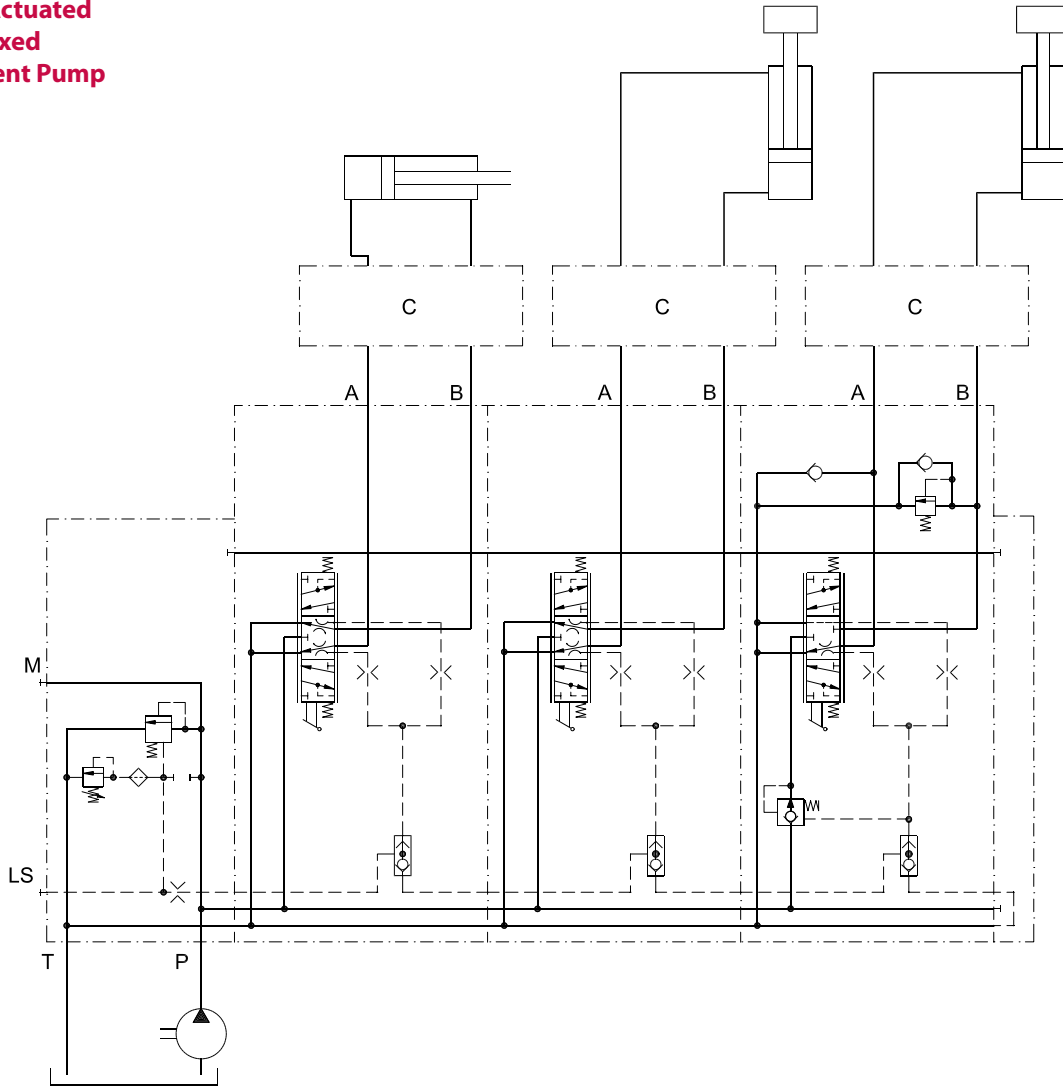 ctuated
xed
ent Pump
C C C
A B A B A B
M
LS
T P